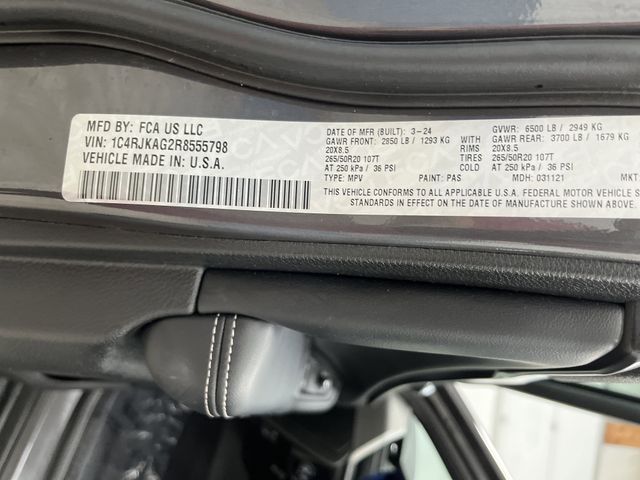 MFD BY: FCA US LLC
VIN: 1C4RJKAG2R8555798
VEHICLE MADE IN U.S.A.
DATE OF MFR (BUILT): 3-24 GVWR: 6500 LB / 2949 KG
GAWR FRONT: 2850 LB / 1293 KG WITH GAWR REAR: 3700 LB / 1679 KG
20X8.5 RIMS 20X8.5
265/50R20 107T TIRES 265/50R20 107T
AT 250 kPa / 36 PSI COLD AT 250 kPa / 36 PSI
TYPE: MPV PAINT: PAS MDH: 031121 MKT:
THIS VEHICLE CONFORMS TO ALL APPLICABLE U.S.A. FEDERAL MOTOR VEHICLE
STANDARDS IN EFFECT ON THE DATE OF MANUFACTURE SHOWN ABOVE.